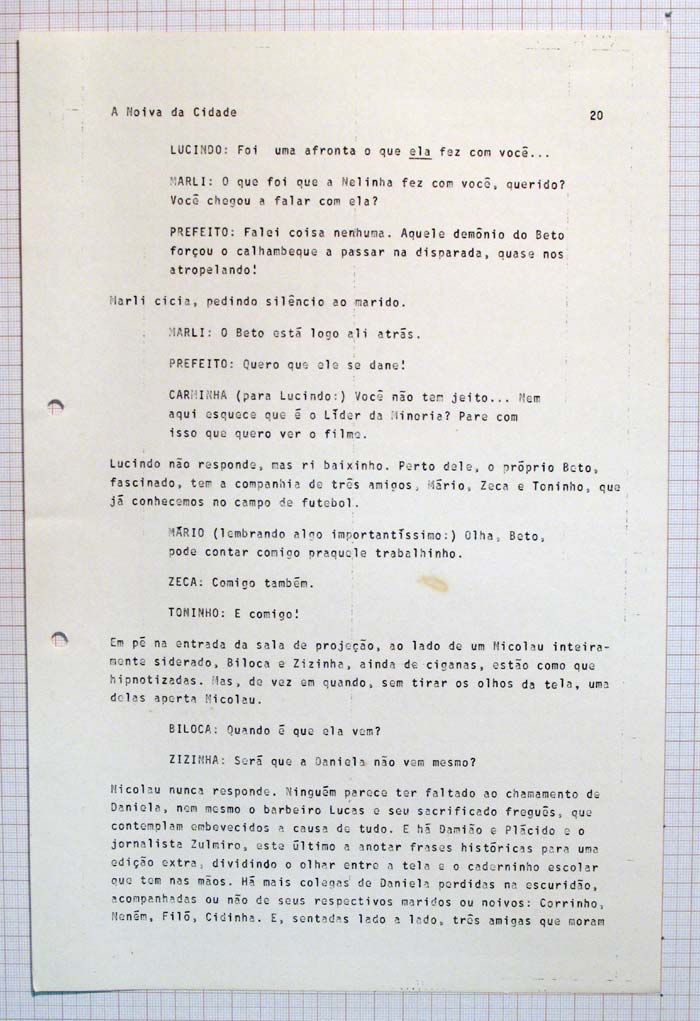 A Noiva da Cidade 20
LUCINDO: Foi uma afronta o que ela fez com você...
MARLI: O que foi que a Nelinha fez com você, querido?
Você chegou a falar com ela?
PREFEITO: Falei coisa nenhuma. Aquele demônio do Beto
forçou o calhambeque a passar na disparada, quase nos
atropelando!
Marli cicia, pedindo silêncio ao marido.
MARLI: O Beto está logo ali atrás.
PREFEITO: Quero que ele se dane!
CARMINHA (para Lucindo:) Você não tem jeito... Nem
aqui esquece que é o Líder da Minoria? Pare com
isso que quero ver o filme.
Lucindo não responde, mas ri baixinho. Perto dele, o próprio Beto,
fascinado, tem a companhia de três amigos, Mário, Zeca e Toninho, que
já conhecemos no campo de futebol.
MÁRIO (lembrando algo importantíssimo:) Olha, Beto,
pode contar comigo praquele trabalhinho.
ZECA: Comigo também.
TONINHO: E comigo!
Em pé na entrada da sala de projeção, ao lado de um Nicolau inteira-
mente siderado, Biloca e Zizinha, ainda de ciganas, estão como que
hipnotizadas. Mas, de vez em quando, sem tirar os olhos da tela, uma
delas aperta Nicolau.
BILOCA: Quando é que ela vem?
ZIZINHA: Será que a Daniela não vem mesmo?
Nicolau nunca responde. Ninguém parece ter faltado ao chamamento de
Daniela, nem mesmo o barbeiro Lucas e seu sacrificado freguês, que
contemplam embevecidos a causa de tudo. E há Damião e Plácido e o
jornalista Zulmiro, este último a anotar frases históricas para uma
edição extra, dividindo o olhar entre a tela e o caderninho escolar
que tem nas mãos. Há mais colegas de Daniela perdidas na escuridão,
acompanhadas ou não de seus respectivos maridos ou noivos: Corrinho,
Neném, Filó, Cidinha. E, sentadas lado a lado, três amigas que moram